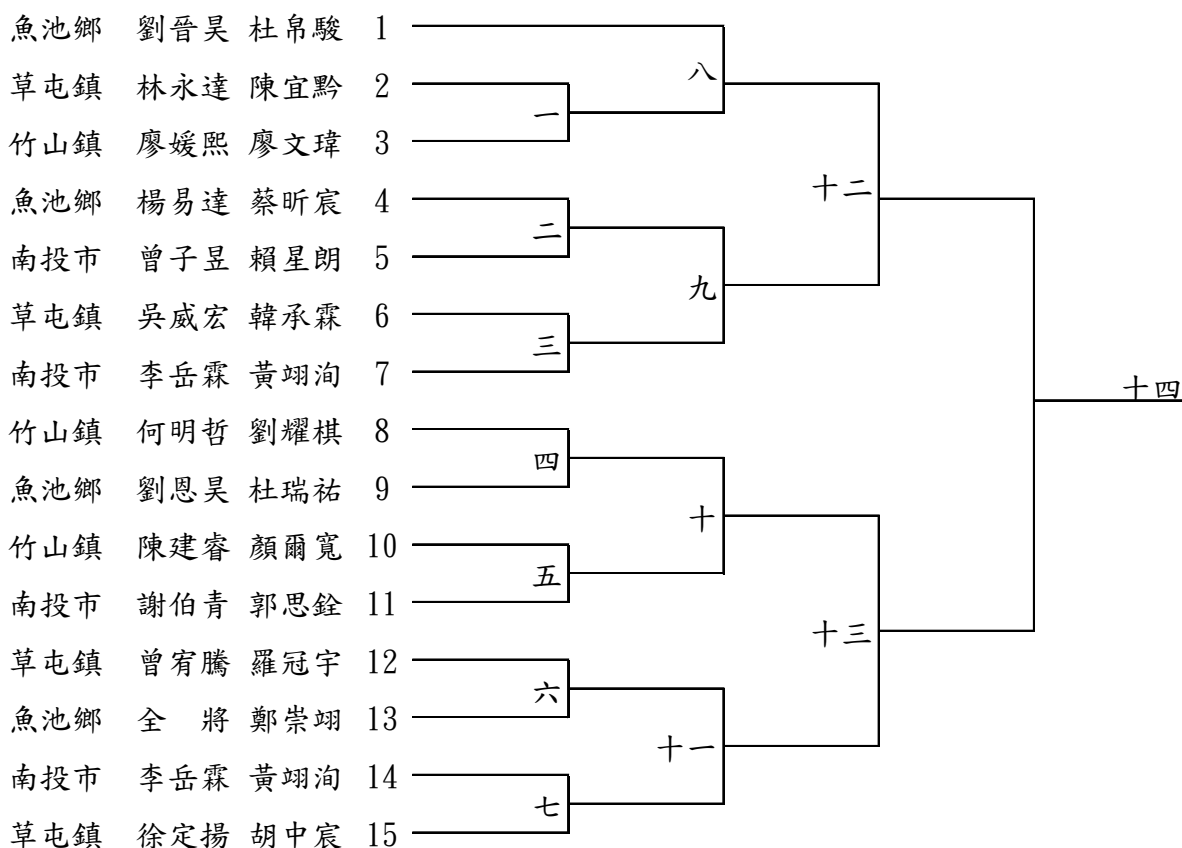 魚池鄉 劉晉昊 杜帛駿 1
八
草屯鎮 林永達 陳宜黔 2
一
竹山鎮 廖媛熙 廖文瑋 3
十二
魚池鄉 楊易達 蔡昕宸 4
二
南投市 曾子昱 賴星朗 5
九
草屯鎮 吳威宏 韓承霖 6
三
南投市 李岳霖 黃翊洵 7
十四
竹山鎮 何明哲 劉耀棋 8
四
魚池鄉 劉恩昊 杜瑞祐 9
十
竹山鎮 陳建睿 顏爾寬 10
五
南投市 謝伯青 郭思銓 11
十三
草屯鎮 曾宥騰 羅冠宇 12
六
魚池鄉 全 將 鄭崇翊 13
十一
南投市 李岳霖 黃翊洵 14
七
草屯鎮 徐定揚 胡中宸 15